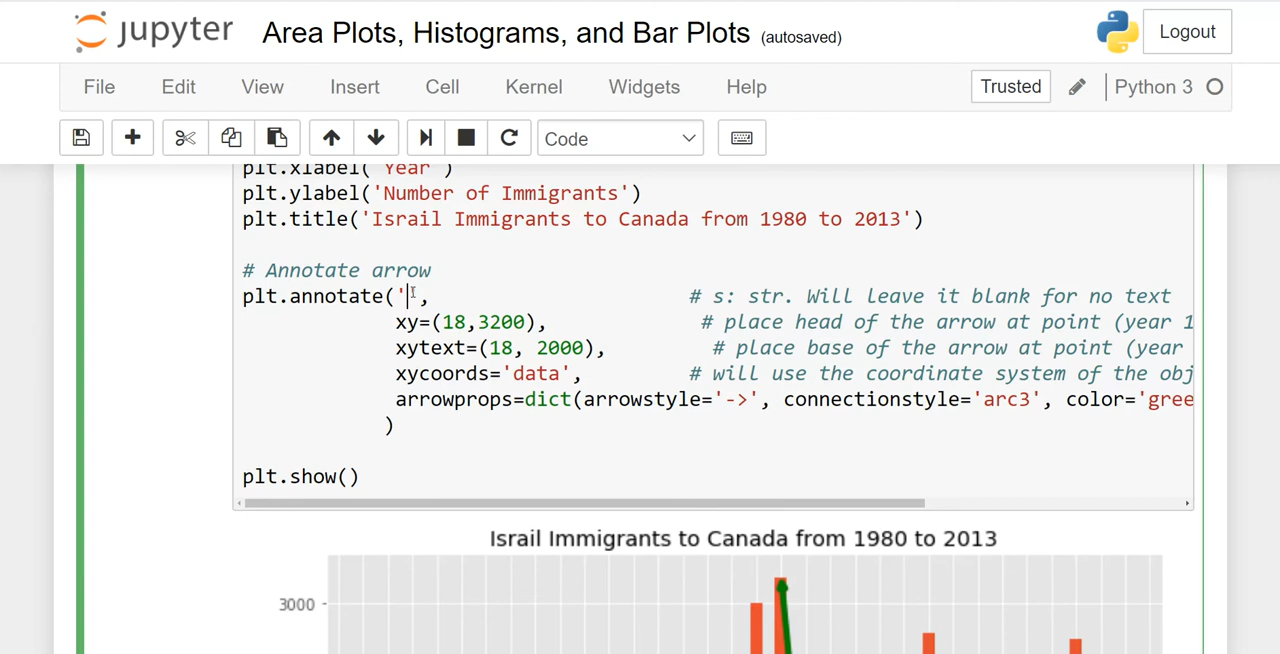 jupyter Area Plots, Histograms, and Bar Plots (autosaved) Logout
File Edit View Insert Cell Kernel Widgets Help Trusted Python 3
Code
plt.xlabel('Year')
plt.ylabel('Number of Immigrants')
plt.title('Israil Immigrants to Canada from 1980 to 2013')
# Annotate arrow
plt.annotate('', # s: str. Will leave it blank for no text
xy=(18,3200), # place head of the arrow at point (year 1
xytext=(18, 2000), # place base of the arrow at point (year
xycoords='data', # will use the coordinate system of the obj
arrowprops=dict(arrowstyle='->', connectionstyle='arc3', color='gree
)
plt.show()
Israil Immigrants to Canada from 1980 to 2013
3000